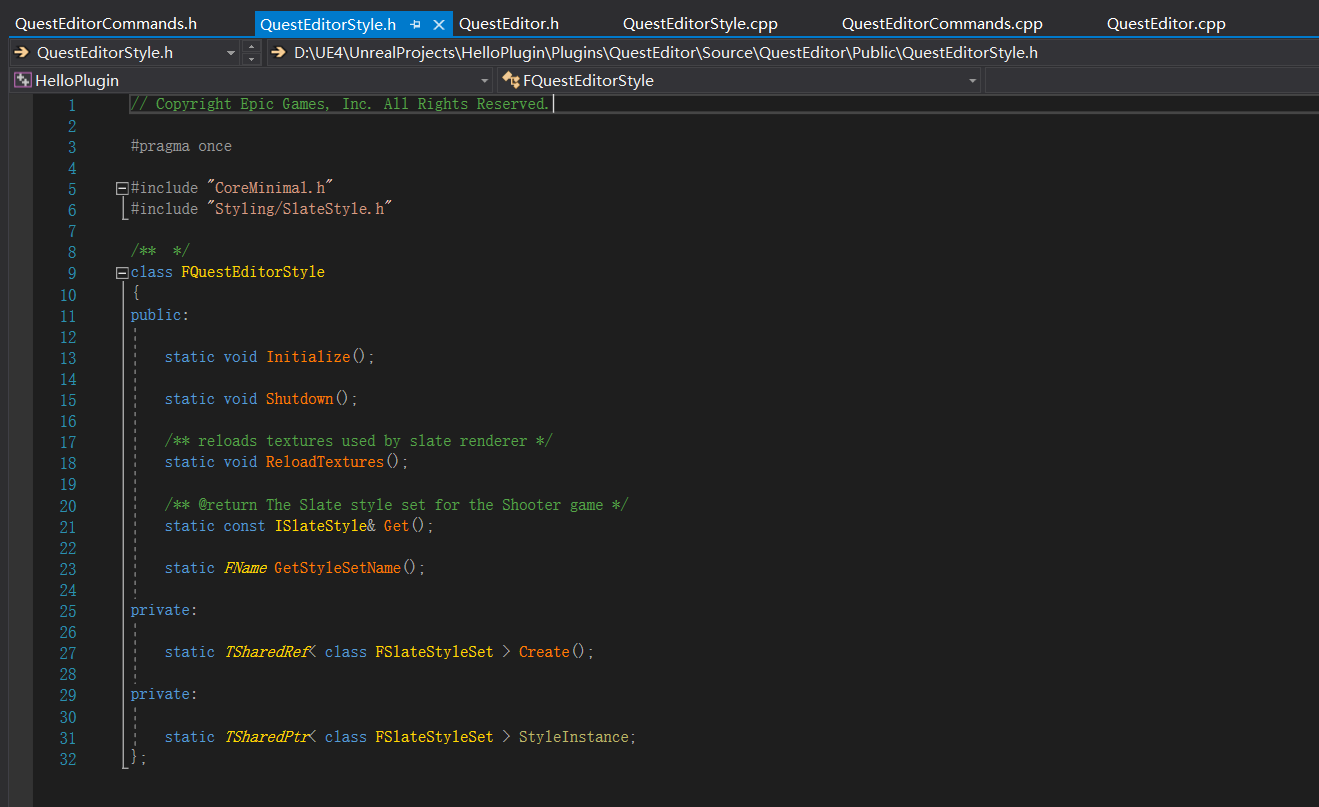 QuestEditorCommands.h QuestEditorStyle.h QuestEditor.h QuestEditorStyle.cpp QuestEditorCommands.cpp QuestEditor.cpp
QuestEditorStyle.h D:\UE4\UnrealProjects\HelloPlugin\Plugins\QuestEditor\Source\QuestEditor\Public\QuestEditorStyle.h
HelloPlugin FQuestEditorStyle
1 // Copyright Epic Games, Inc. All Rights Reserved.
2
3 #pragma once
4
5 #include "CoreMinimal.h"
6 #include "Styling/SlateStyle.h"
7
8 /**  */
9 class FQuestEditorStyle
10 {
11 public:
12
13 static void Initialize();
14
15 static void Shutdown();
16
17 /** reloads textures used by slate renderer */
18 static void ReloadTextures();
19
20 /** @return The Slate style set for the Shooter game */
21 static const ISlateStyle& Get();
22
23 static FName GetStyleSetName();
24
25 private:
26
27 static TSharedRef< class FSlateStyleSet > Create();
28
29 private:
30
31 static TSharedPtr< class FSlateStyleSet > StyleInstance;
32 };